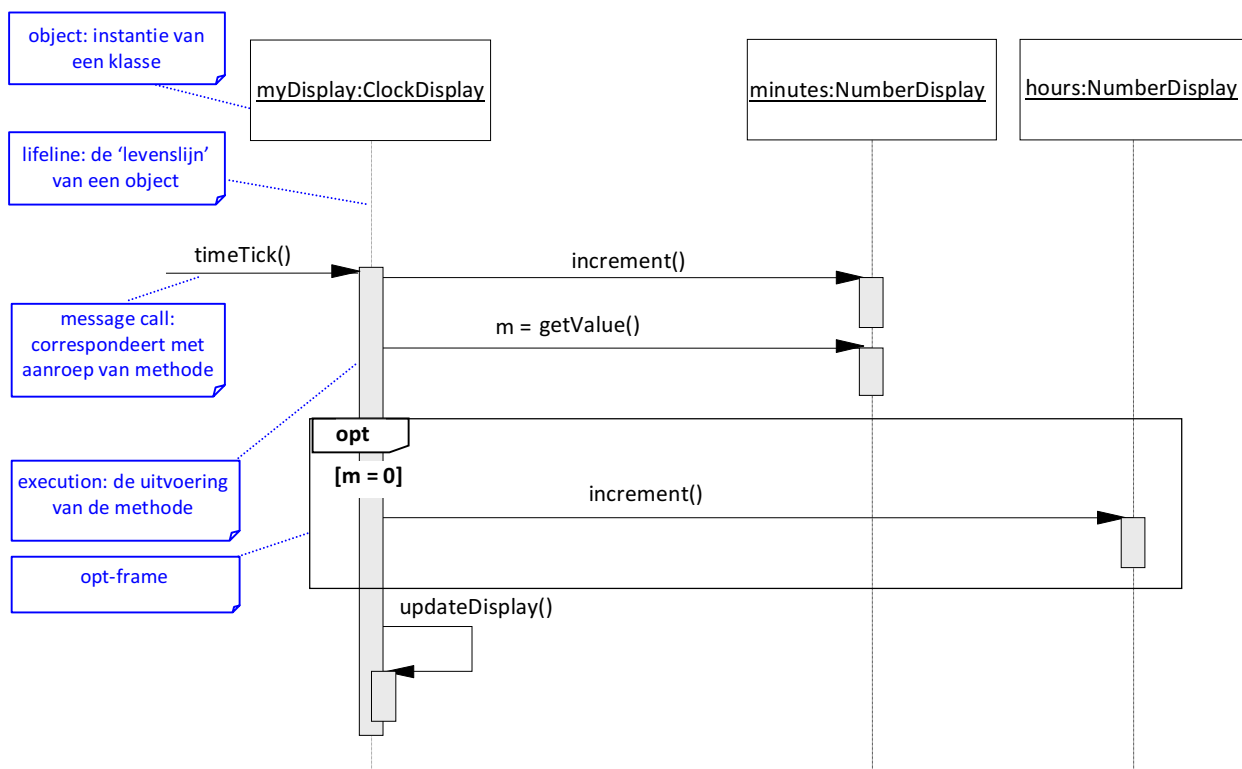 object: instantie van
een klasse
myDisplay:ClockDisplay
minutes:NumberDisplay
hours:NumberDisplay
lifeline: de ‘levenslijn’
van een object
timeTick()
increment()
message call:
correspondeert met
aanroep van methode
m = getValue()
opt
[m = 0]
execution: de uitvoering
van de methode
increment()
opt-frame
updateDisplay()